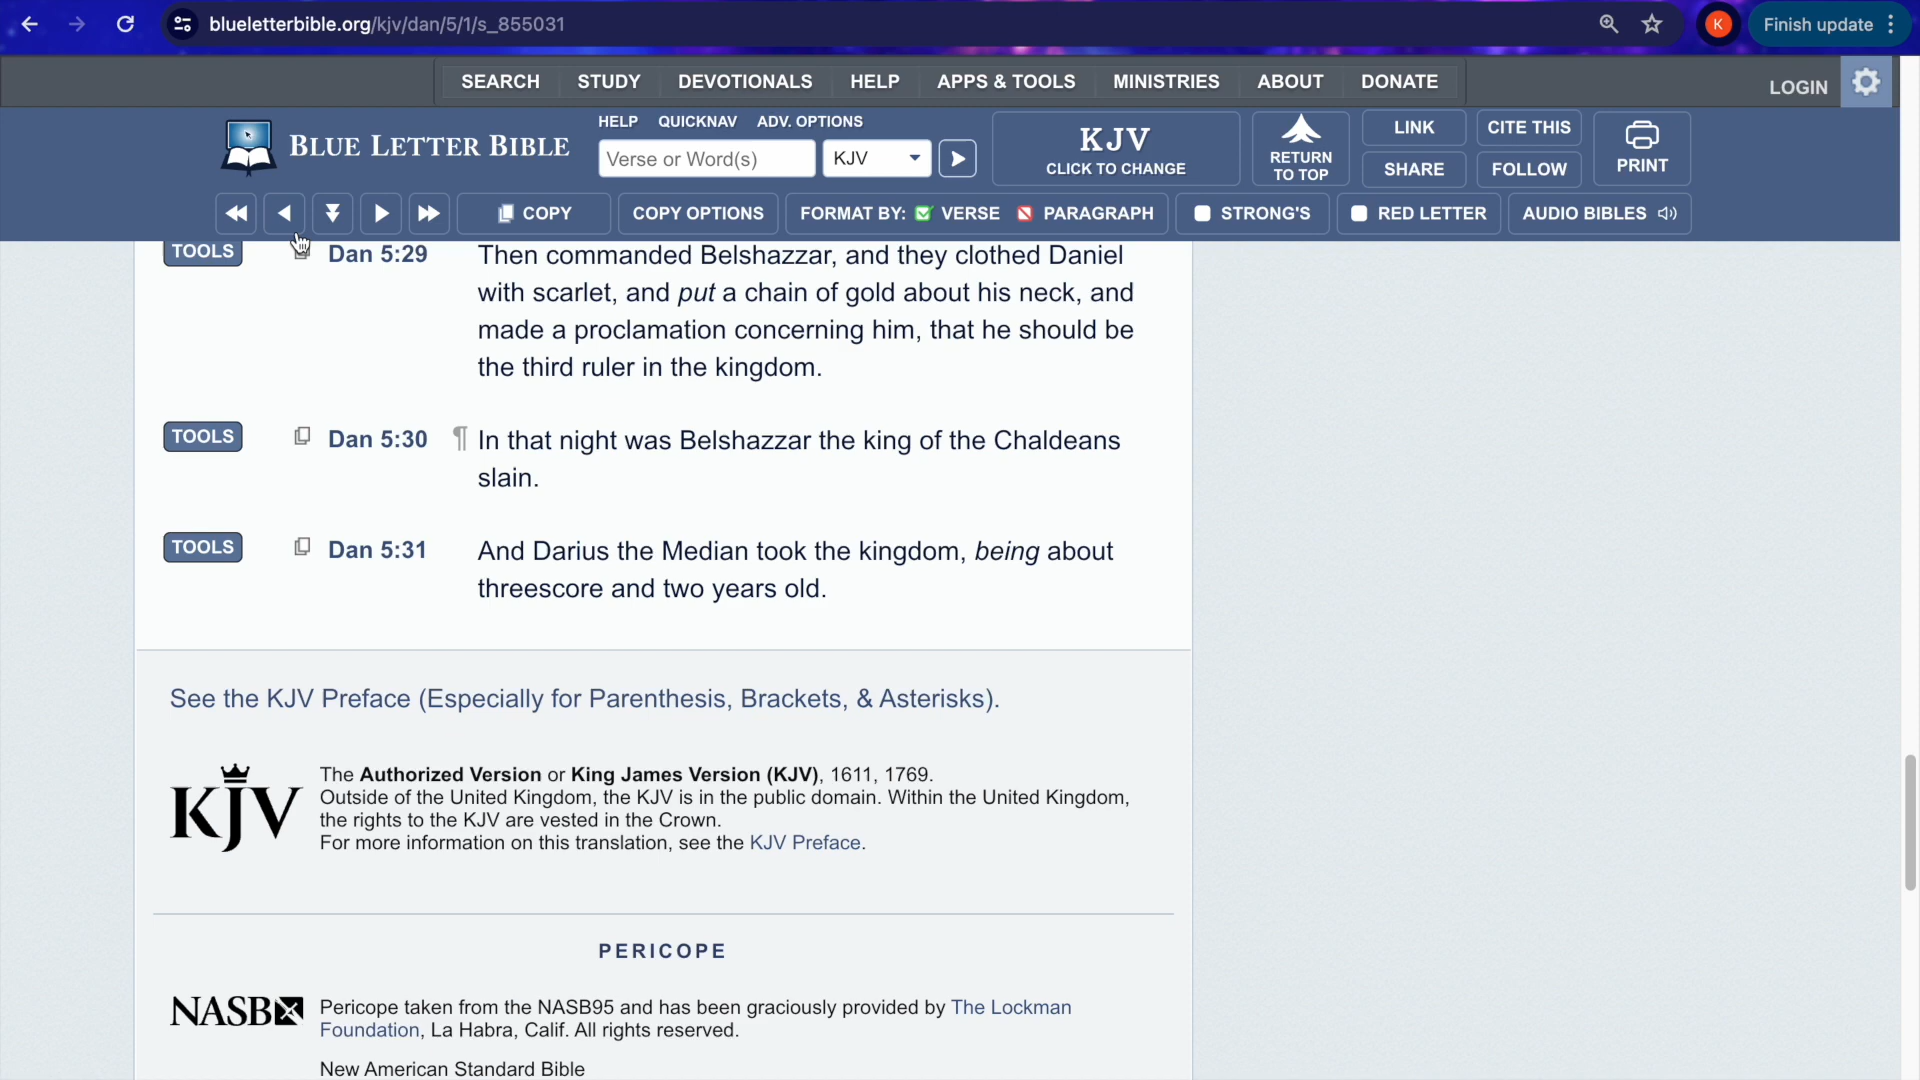 blueletterbible.org/kjv/dan/5/1/s_855031
K
Finish update
SEARCH STUDY DEVOTIONALS HELP APPS & TOOLS MINISTRIES ABOUT DONATE
LOGIN
BLUE LETTER BIBLE
HELP QUICKNAV ADV. OPTIONS
Verse or Word(s)
KJV
KJV
CLICK TO CHANGE
RETURN
TO TOP
LINK
CITE THIS
SHARE
FOLLOW
PRINT
COPY
COPY OPTIONS
FORMAT BY: VERSE PARAGRAPH
STRONG'S
RED LETTER
AUDIO BIBLES
TOOLS Dan 5:29 Then commanded Belshazzar, and they clothed Daniel
with scarlet, and put a chain of gold about his neck, and
made a proclamation concerning him, that he should be
the third ruler in the kingdom.
TOOLS Dan 5:30 ¶ In that night was Belshazzar the king of the Chaldeans
slain.
TOOLS Dan 5:31 And Darius the Median took the kingdom, being about
threescore and two years old.
See the KJV Preface (Especially for Parenthesis, Brackets, & Asterisks).
KJV
The Authorized Version or King James Version (KJV), 1611, 1769.
Outside of the United Kingdom, the KJV is in the public domain. Within the United Kingdom,
the rights to the KJV are vested in the Crown.
For more information on this translation, see the KJV Preface.
PERICOPE
NASB
Pericope taken from the NASB95 and has been graciously provided by The Lockman
Foundation, La Habra, Calif. All rights reserved.
New American Standard Bible